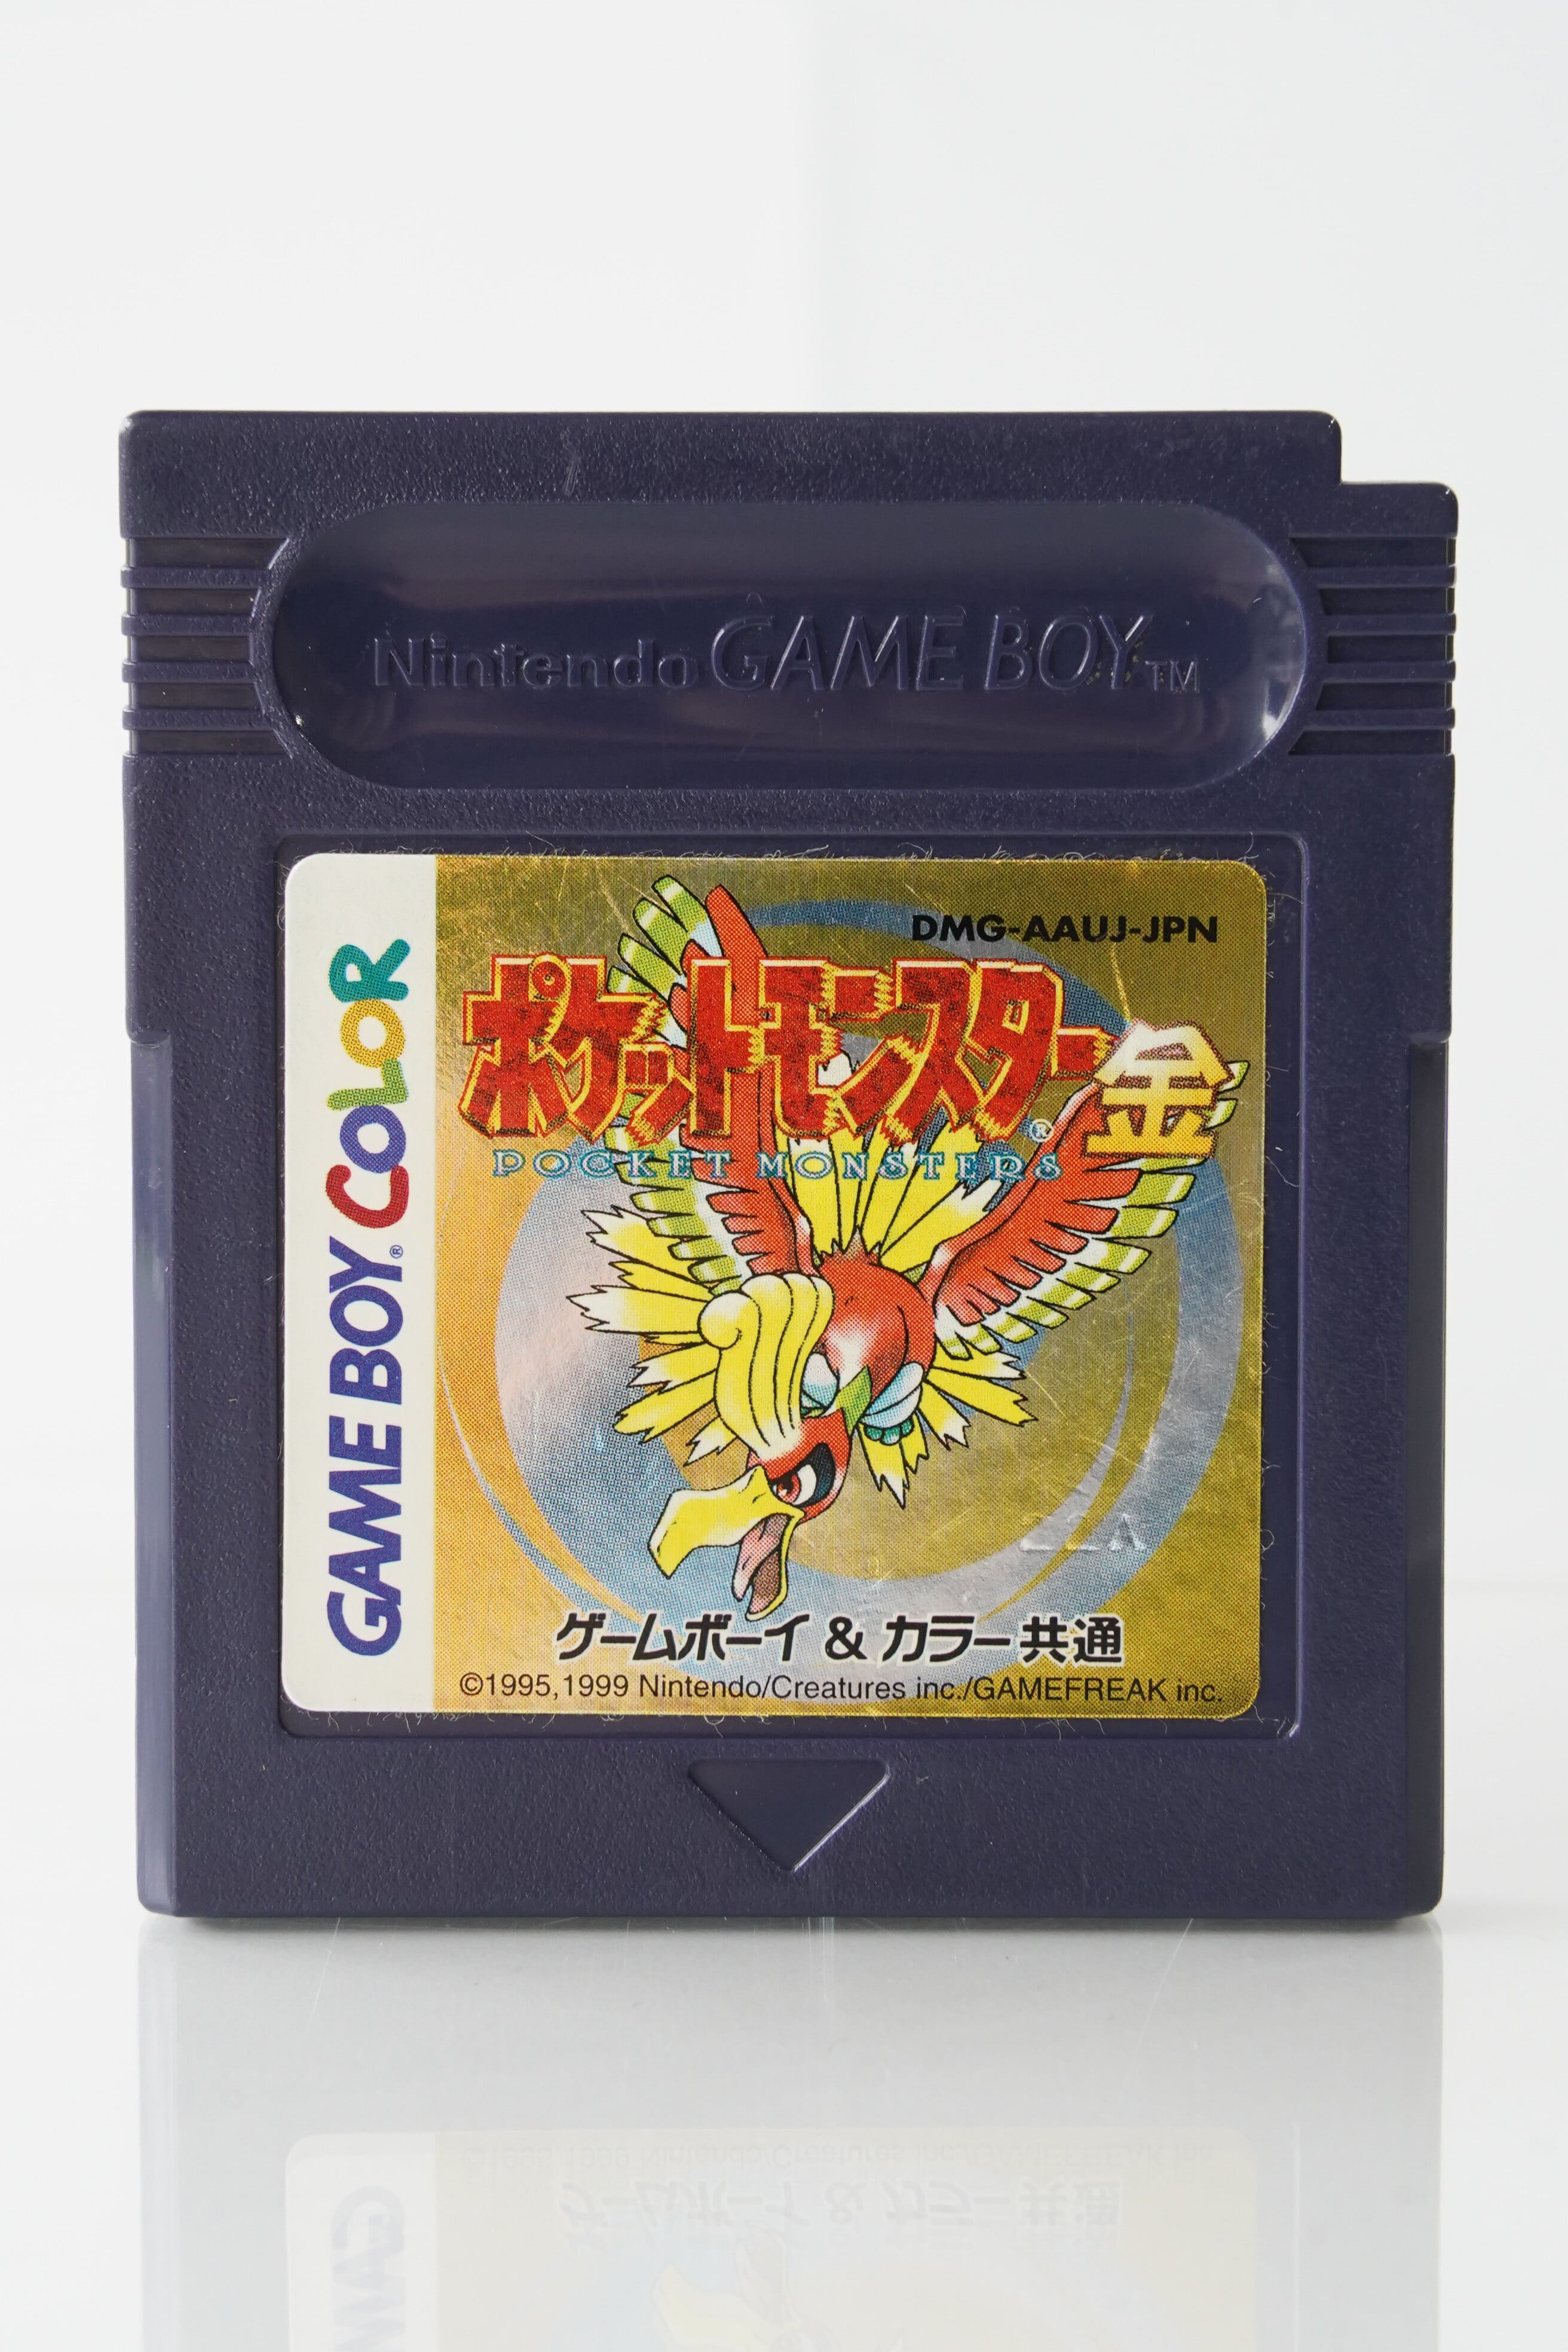 Nintendo GAME BOY TM
GAME BOY COLOR
®
DMG-AAUJ-JPN
ポケットモンスター 金
®
POCKET MONSTERS
22A
ゲームボーイ & カラー 共通
©1995,1999 Nintendo/Creatures inc./GAMEFREAK inc.